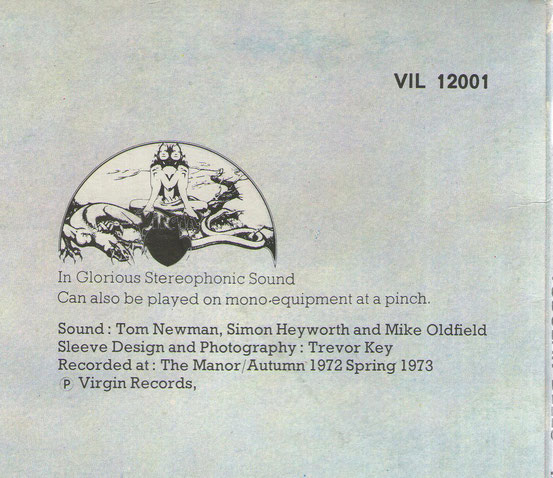 VIL 12001
Virgin
In Glorious Stereophonic Sound
Can also be played on mono-equipment at a pinch.
Sound : Tom Newman, Simon Heyworth and Mike Oldfield
Sleeve Design and Photography : Trevor Key
Recorded at : The Manor/Autumn 1972 Spring 1973
Ⓟ Virgin Records,